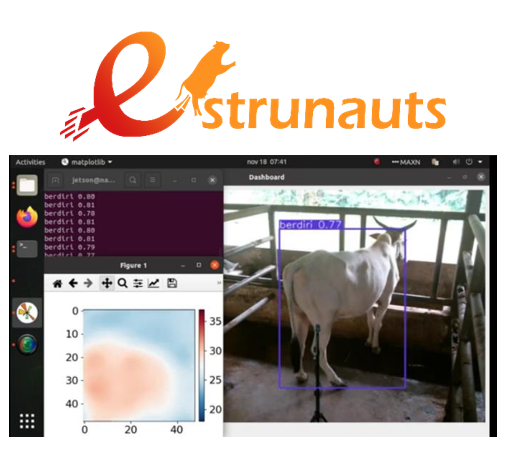 estrunauts
Activities
matplotlib
nov 18 07:41
MAXN
jetson@na...
Dashboard
berdiri 0.80
berdiri 0.81
berdiri 0.78
berdiri 0.81
berdiri 0.80
berdiri 0.81
berdiri 0.79
berdiri 0.77
berdiri 0.77
Figure 1
0
10
20
30
40
0
20
40
35
30
25
20